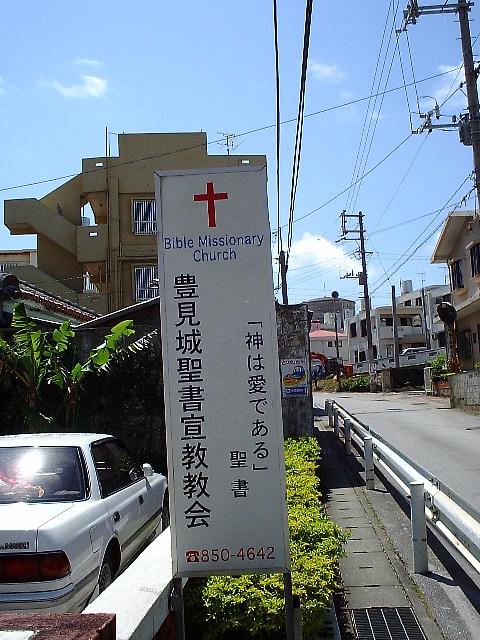 Bible Missionary
Church
豊見城聖書宣教教会
「神は愛である」
聖書
☎850-4642